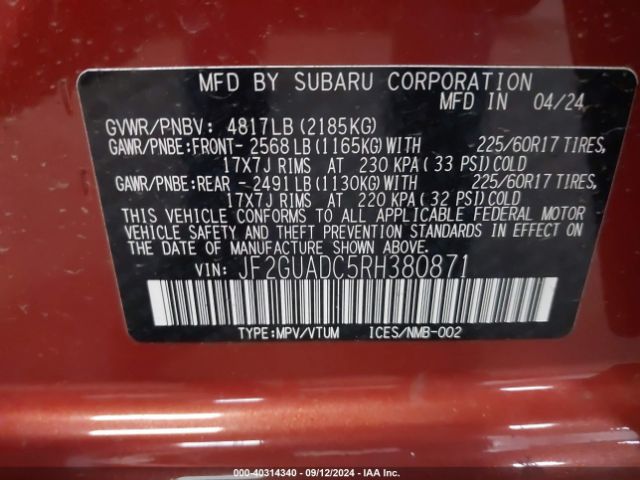 MFD BY SUBARU CORPORATION
MFD IN 04/24
GVWR/PNBV: 4817LB (2185KG)
GAWR/PNBE:FRONT- 2568LB (1165KG)WITH 225/60R17 TIRES,
17X7J RIMS AT 230 KPA( 33 PSI)COLD
GAWR/PNBE:REAR - 2491LB (1130KG)WITH 225/60R17 TIRES,
17X7J RIMS AT 220 KPA( 32 PSI)COLD
THIS VEHICLE CONFORMS TO ALL APPLICABLE FEDERAL MOTOR
VEHICLE SAFETY AND THEFT PREVENTION STANDARDS IN EFFECT
ON THE DATE OF MANUFACTURE SHOWN ABOVE.
VIN: JF2GUADC5RH380871
TYPE:MPV/VTUM ICES/NMB-002
000-40314340 - 09/12/2024 - IAA Inc.